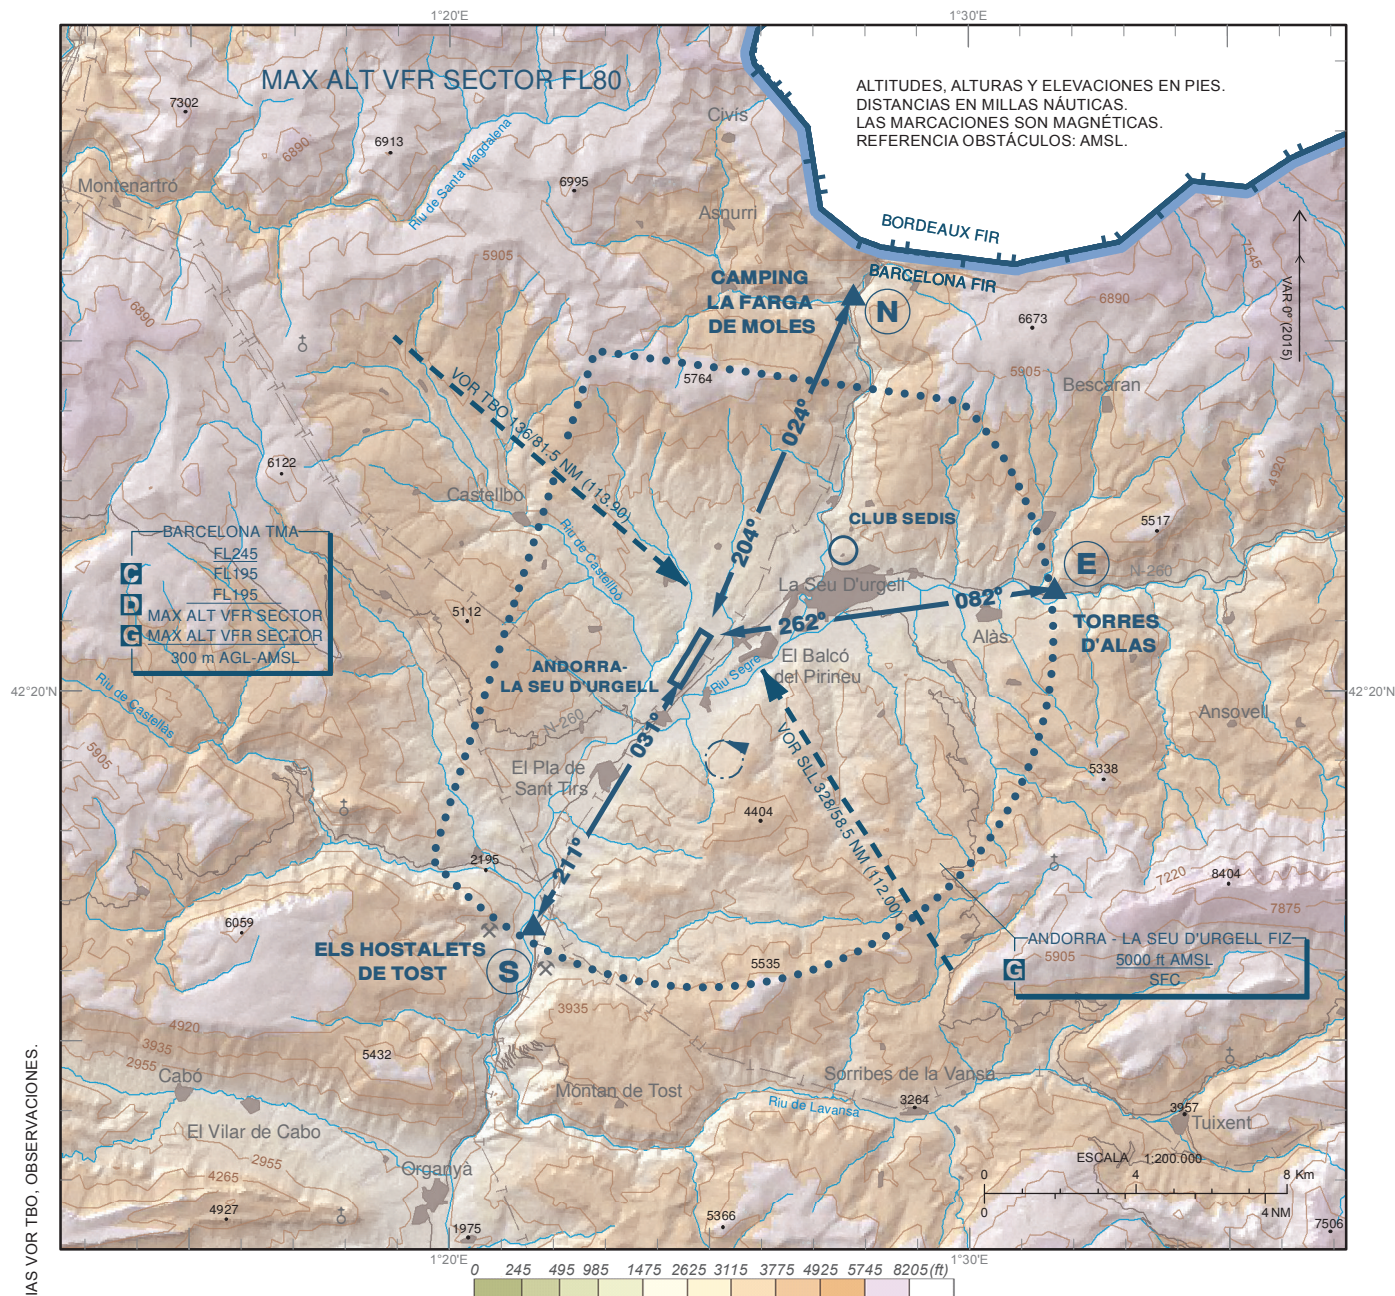 1°20'E
1°30'E
MAX ALT VFR SECTOR FL80
ALTITUDES, ALTURAS Y ELEVACIONES EN PIES.
DISTANCIAS EN MILLAS NÁUTICAS.
LAS MARCACIONES SON MAGNÉTICAS.
REFERENCIA OBSTÁCULOS: AMSL.
7302
Civís
6913
6890
Riu de Santa Magdalena
Montenartró
6995
Asnurri
BORDEAUX FIR
BARCELONA FIR
7545
VAR 0º (2015)
5905
CAMPING
LA FARGA
DE MOLES
N
6890
6890
6673
5905
5764
Bescaran
VOR TBO 136/81.5 NM (113.90)
024º
204º
6122
4920
Castellbò
Riu de Castellbó
CLUB SEDIS
5517
E
N-260
La Seu D'urgell
082º
262º
BARCELONA TMA
FL245
C FL195
D FL195
MAX ALT VFR SECTOR
G MAX ALT VFR SECTOR
300 m AGL-AMSL
5112
Alàs
TORRES
D'ALAS
ANDORRA-
LA SEU D'URGELL
Riu Segre
El Balcó
del Pirineu
42°20'N
42°20'N
Riu de Castellàs
N-260
031º
Ansovell
5905
VOR SLL 328/58.5 NM (112.00)
El Pla de
Sant Tirs
5338
4404
211º
2195
7220
8404
7875
6059
ELS HOSTALETS
DE TOST
S
5535
ANDORRA - LA SEU D'URGELL FIZ
5905
5000 ft AMSL
G
SFC
3935
4920
3935
2955
5432
Cabó
Montan de Tost
Sorribes de la Vansa
Riu de Lavansa
3264
3957
Tuixent
El Vilar de Cabo
2955
4265
Organyà
4927
1975
5366
7506
ESCALA 1:200.000
0 4 8 Km
0 4 NM
1°20'E
1°30'E
0 245 495 985 1475 2625 3115 3775 4925 5745 8205(ft)
IAS VOR TBO, OBSERVACIONES.